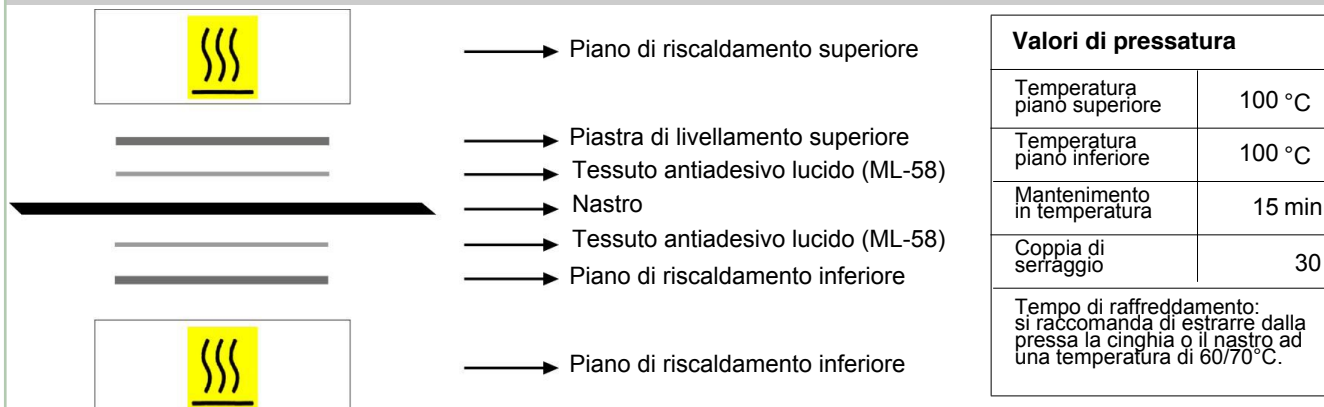 Piano di riscaldamento superiore
Piastra di livellamento superiore
Tessuto antiadesivo lucido (ML-58)
Nastro
Tessuto antiadesivo lucido (ML-58)
Piano di riscaldamento inferiore
Piano di riscaldamento inferiore
Valori di pressatura
Temperatura
piano superiore
100 °C
Temperatura
piano inferiore
100 °C
Mantenimento
in temperatura
15 min
Coppia di
serraggio
30
Tempo di raffreddamento:
si raccomanda di estrarre dalla
pressa la cinghia o il nastro ad
una temperatura di 60/70°C.